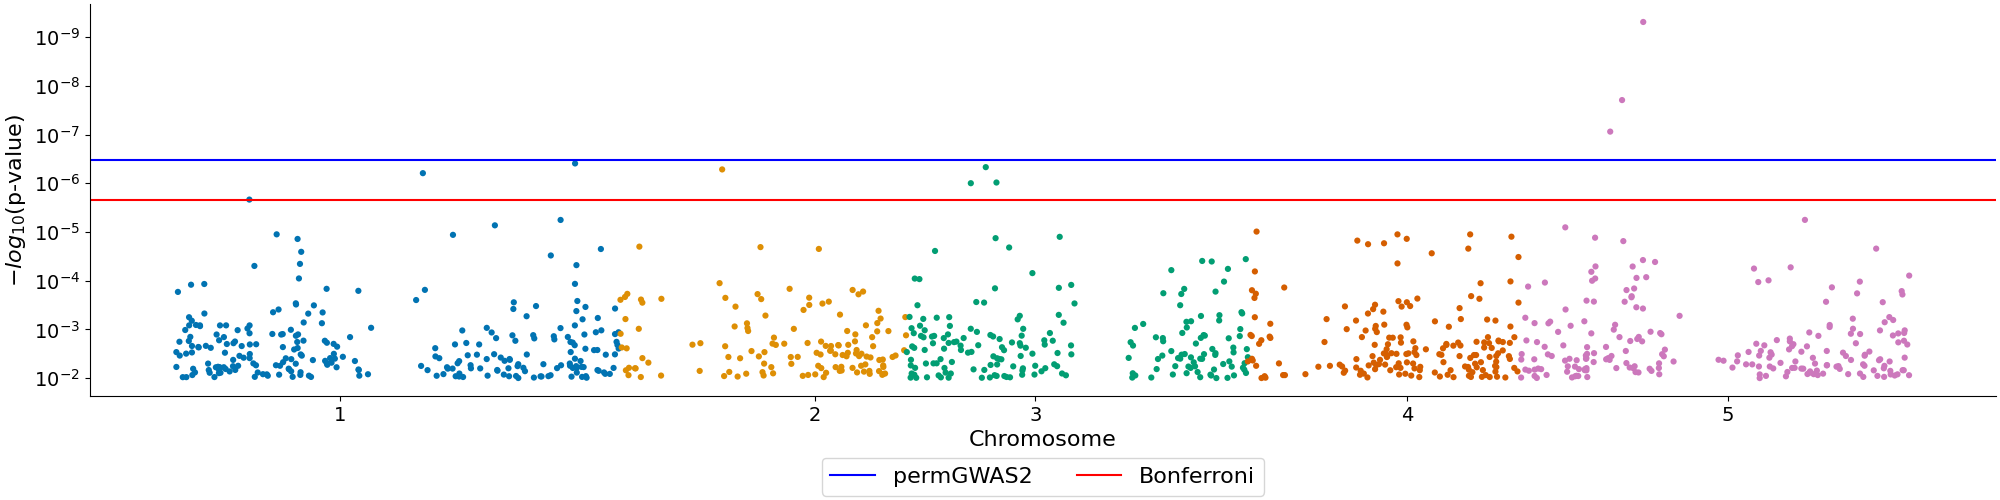 10⁻⁹
10⁻⁸
10⁻⁷
10⁻⁶
10⁻⁵
10⁻⁴
10⁻³
10⁻²
−log₁₀(p-value)
1 2 3 4 5
Chromosome
permGWAS2 Bonferroni